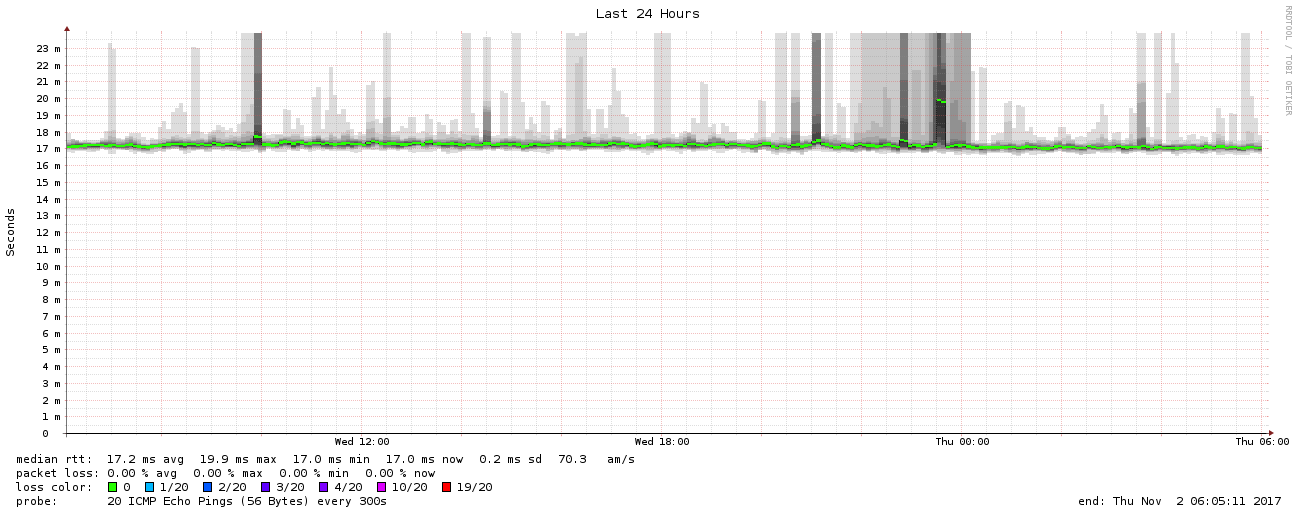 Last 24 Hours
RRDTOOL / TOBI OETIKER
Seconds
23 m
22 m
21 m
20 m
19 m
18 m
17 m
16 m
15 m
14 m
13 m
12 m
11 m
10 m
9 m
8 m
7 m
6 m
5 m
4 m
3 m
2 m
1 m
0
Wed 12:00 Wed 18:00 Thu 00:00 Thu 06:00
median rtt: 17.2 ms avg 19.9 ms max 17.0 ms min 17.0 ms now 0.2 ms sd 70.3 am/s
packet loss: 0.00 % avg 0.00 % max 0.00 % min 0.00 % now
loss color: 0 1/20 2/20 3/20 4/20 10/20 19/20
probe: 20 ICMP Echo Pings (56 Bytes) every 300s end: Thu Nov 2 06:05:11 2017